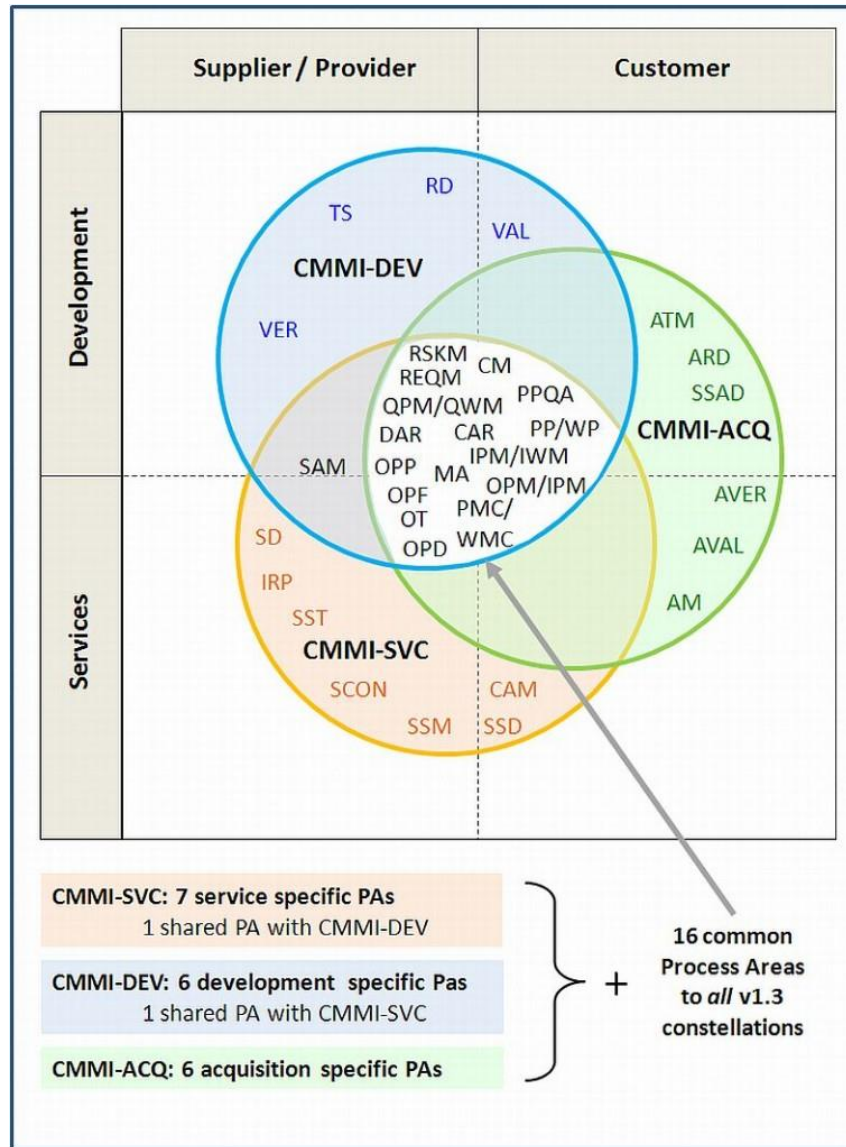 Supplier / Provider
Customer
Development
Services
RD
TS
VAL
CMMI-DEV
VER
ATM
ARD
SSAD
CMMI-ACQ
AVER
AVAL
AM
RSKM
CM
REQM
PPQA
QPM/QWM
DAR
CAR
PP/WP
IPM/IWM
SAM
OPP
MA
OPM/IPM
OPF
PMC/
OT
WMC
OPD
SD
IRP
SST
CMMI-SVC
SCON
CAM
SSM
SSD
CMMI-SVC: 7 service specific PAs
1 shared PA with CMMI-DEV
CMMI-DEV: 6 development specific Pas
1 shared PA with CMMI-SVC
CMMI-ACQ: 6 acquisition specific PAs
+
16 common
Process Areas
to all v1.3
constellations